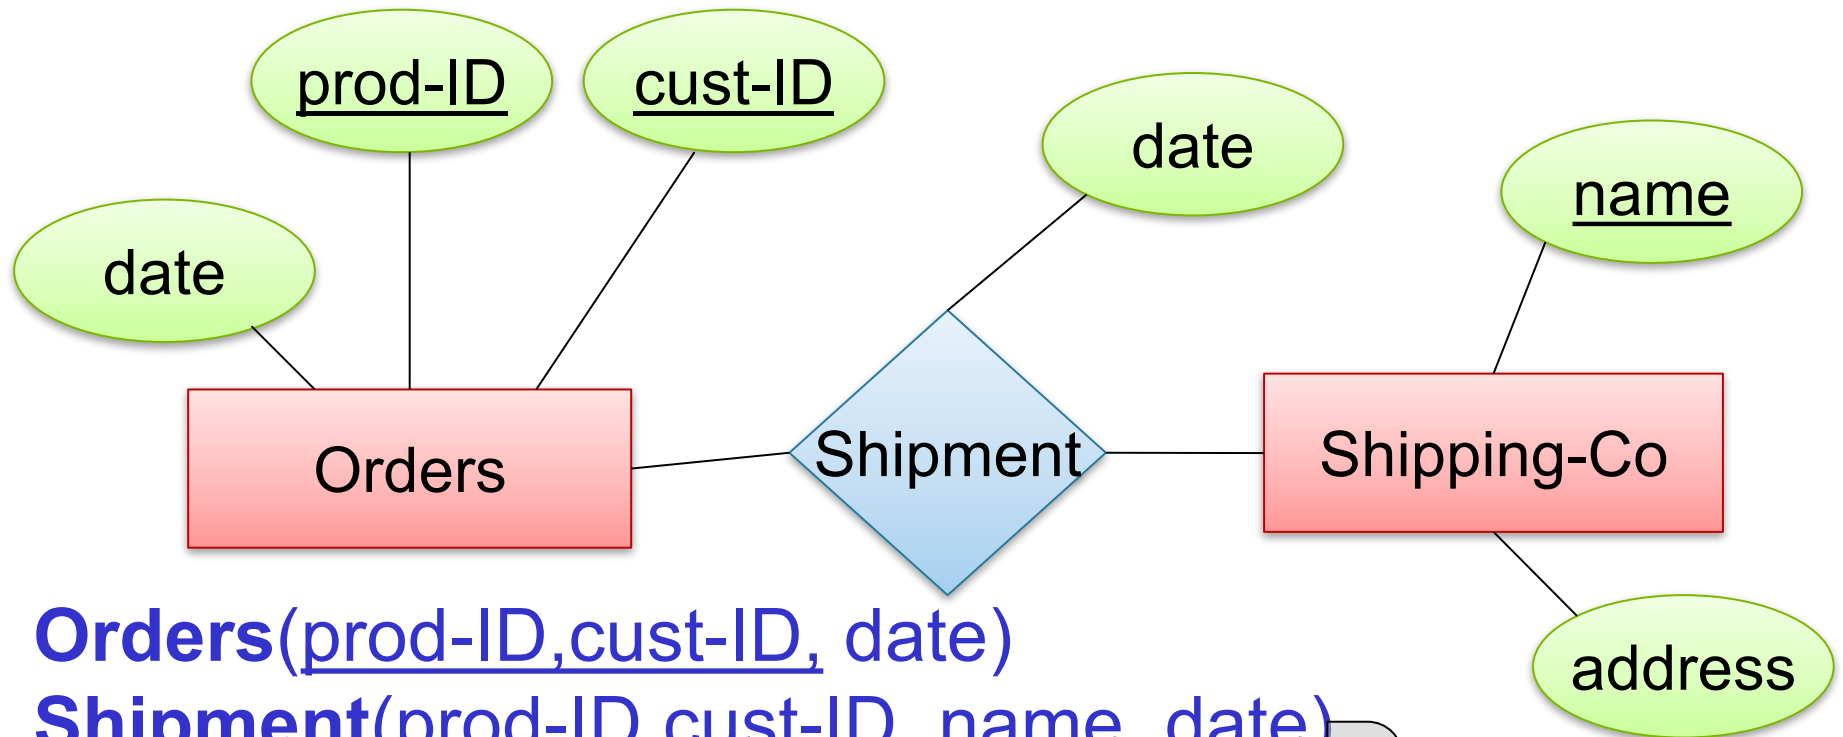 prod-ID
cust-ID
date
name
date
Orders
Shipment
Shipping-Co
address
Orders(prod-ID,cust-ID, date)
Shipment(prod-ID,cust-ID, name, date)